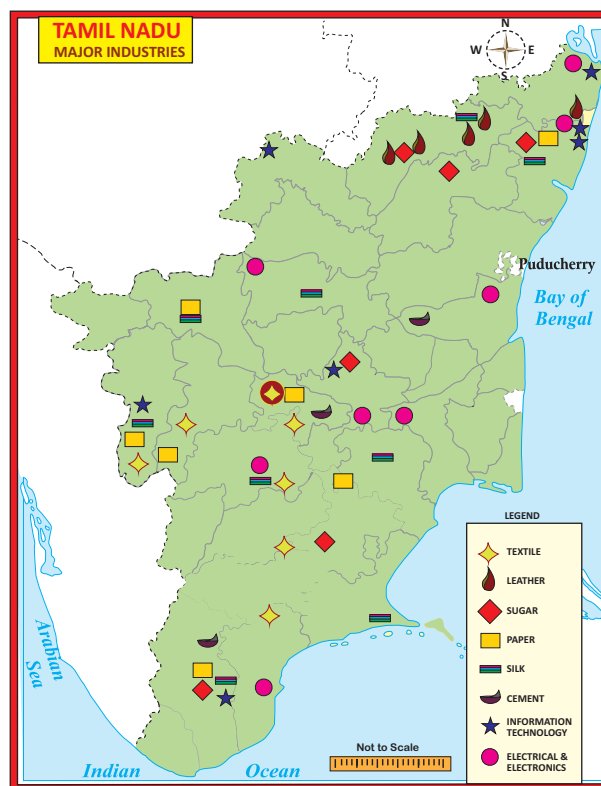 TAMIL NADU
MAJOR INDUSTRIES
N
W E
S
Puducherry
Bay of
Bengal
LEGEND
TEXTILE
LEATHER
SUGAR
PAPER
SILK
CEMENT
INFORMATION
TECHNOLOGY
ELECTRICAL &
ELECTRONICS
Arabian
Sea
Not to Scale
Indian Ocean